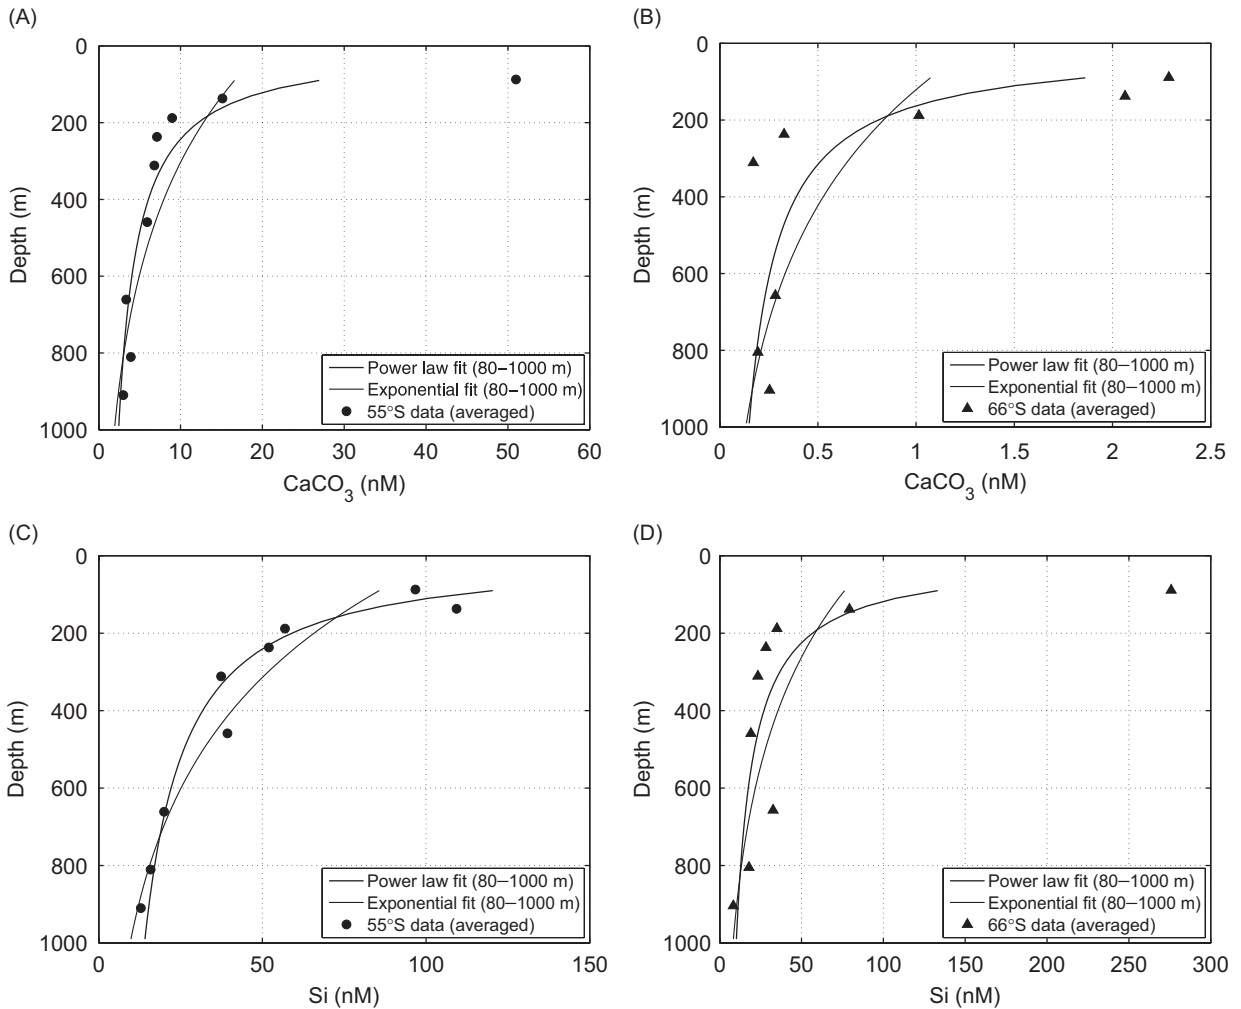 (A)
0
200
400
600
800
1000
Depth (m)
Power law fit (80–1000 m)
Exponential fit (80–1000 m)
55°S data (averaged)
0 10 20 30 40 50 60
CaCO₃ (nM)
(B)
0
200
400
600
800
1000
Depth (m)
Power law fit (80–1000 m)
Exponential fit (80–1000 m)
66°S data (averaged)
0 0.5 1 1.5 2 2.5
CaCO₃ (nM)
(C)
0
200
400
600
800
1000
Depth (m)
Power law fit (80–1000 m)
Exponential fit (80–1000 m)
55°S data (averaged)
0 50 100 150
Si (nM)
(D)
0
200
400
600
800
1000
Depth (m)
Power law fit (80–1000 m)
Exponential fit (80–1000 m)
66°S data (averaged)
0 50 100 150 200 250 300
Si (nM)